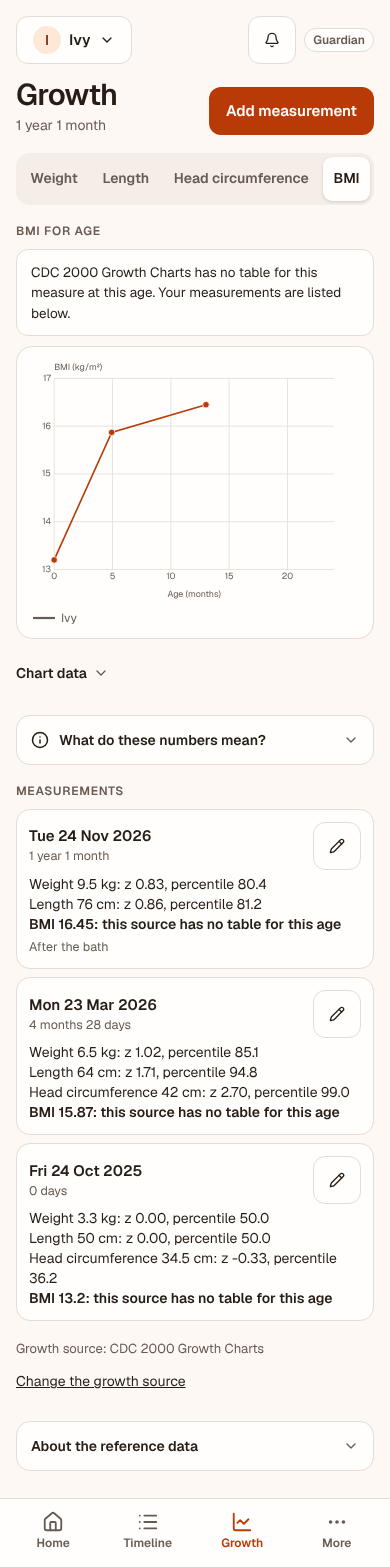 I Ivy
Guardian
Growth
1 year 1 month
Add measurement
Weight Length Head circumference BMI
BMI FOR AGE
CDC 2000 Growth Charts has no table for this
measure at this age. Your measurements are listed
below.
BMI (kg/m²)
17
16
15
14
13
0 5 10 15 20
Age (months)
Ivy
Chart data
What do these numbers mean?
MEASUREMENTS
Tue 24 Nov 2026
1 year 1 month
Weight 9.5 kg: z 0.83, percentile 80.4
Length 76 cm: z 0.86, percentile 81.2
BMI 16.45: this source has no table for this age
After the bath
Mon 23 Mar 2026
4 months 28 days
Weight 6.5 kg: z 1.02, percentile 85.1
Length 64 cm: z 1.71, percentile 94.8
Head circumference 42 cm: z 2.70, percentile 99.0
BMI 15.87: this source has no table for this age
Fri 24 Oct 2025
0 days
Weight 3.3 kg: z 0.00, percentile 50.0
Length 50 cm: z 0.00, percentile 50.0
Head circumference 34.5 cm: z -0.33, percentile
36.2
BMI 13.2: this source has no table for this age
Growth source: CDC 2000 Growth Charts
Change the growth source
About the reference data
Home Timeline Growth More